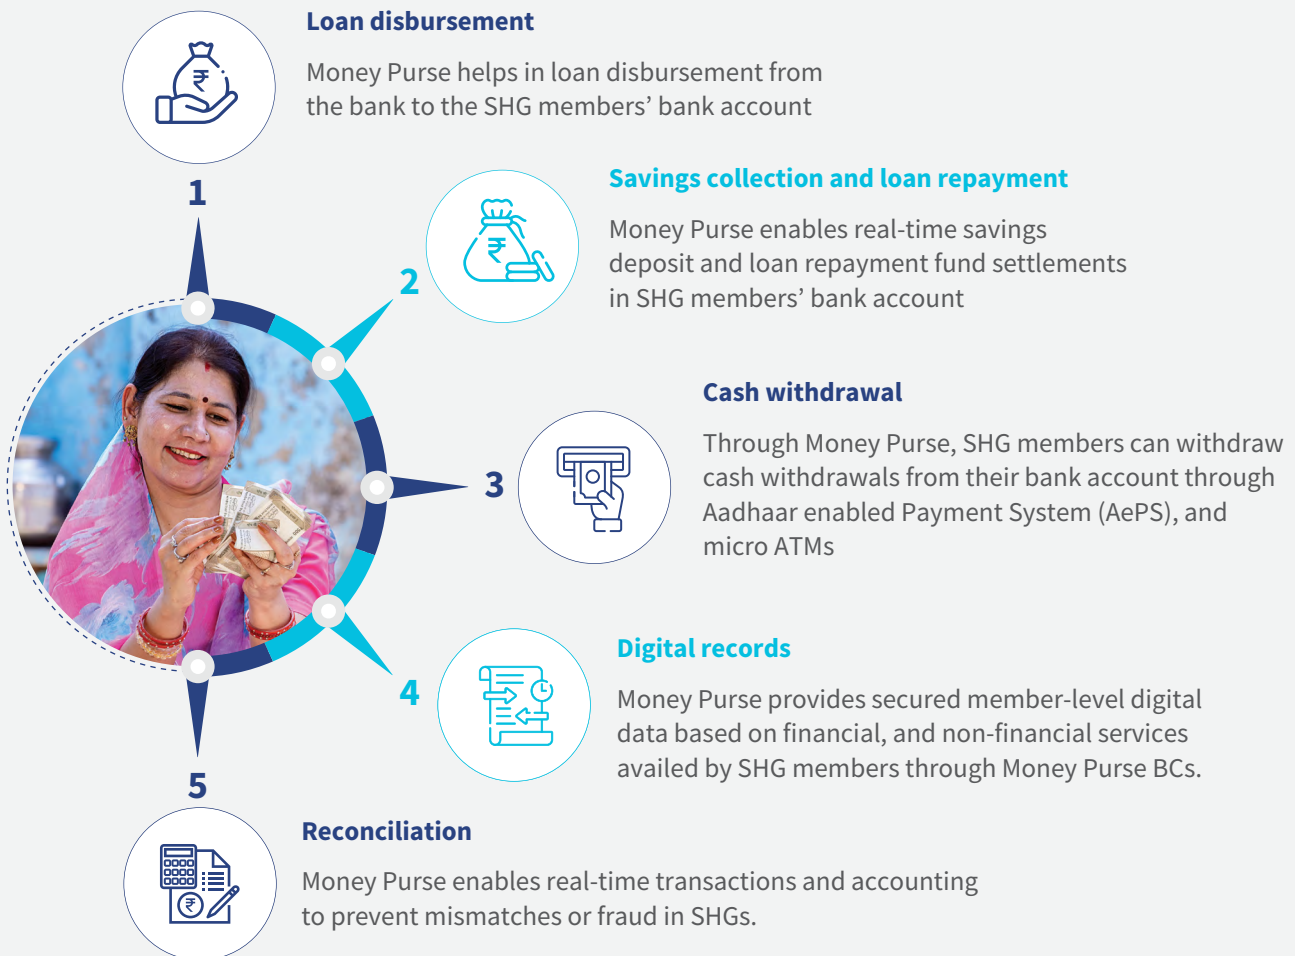 Loan disbursement
Money Purse helps in loan disbursement from
the bank to the SHG members’ bank account
1
Savings collection and loan repayment
Money Purse enables real-time savings
deposit and loan repayment fund settlements
in SHG members’ bank account
2
Cash withdrawal
Through Money Purse, SHG members can withdraw
cash withdrawals from their bank account through
Aadhaar enabled Payment System (AePS), and
micro ATMs
3
Digital records
Money Purse provides secured member-level digital
data based on financial, and non-financial services
availed by SHG members through Money Purse BCs.
4
5
Reconciliation
Money Purse enables real-time transactions and accounting
to prevent mismatches or fraud in SHGs.